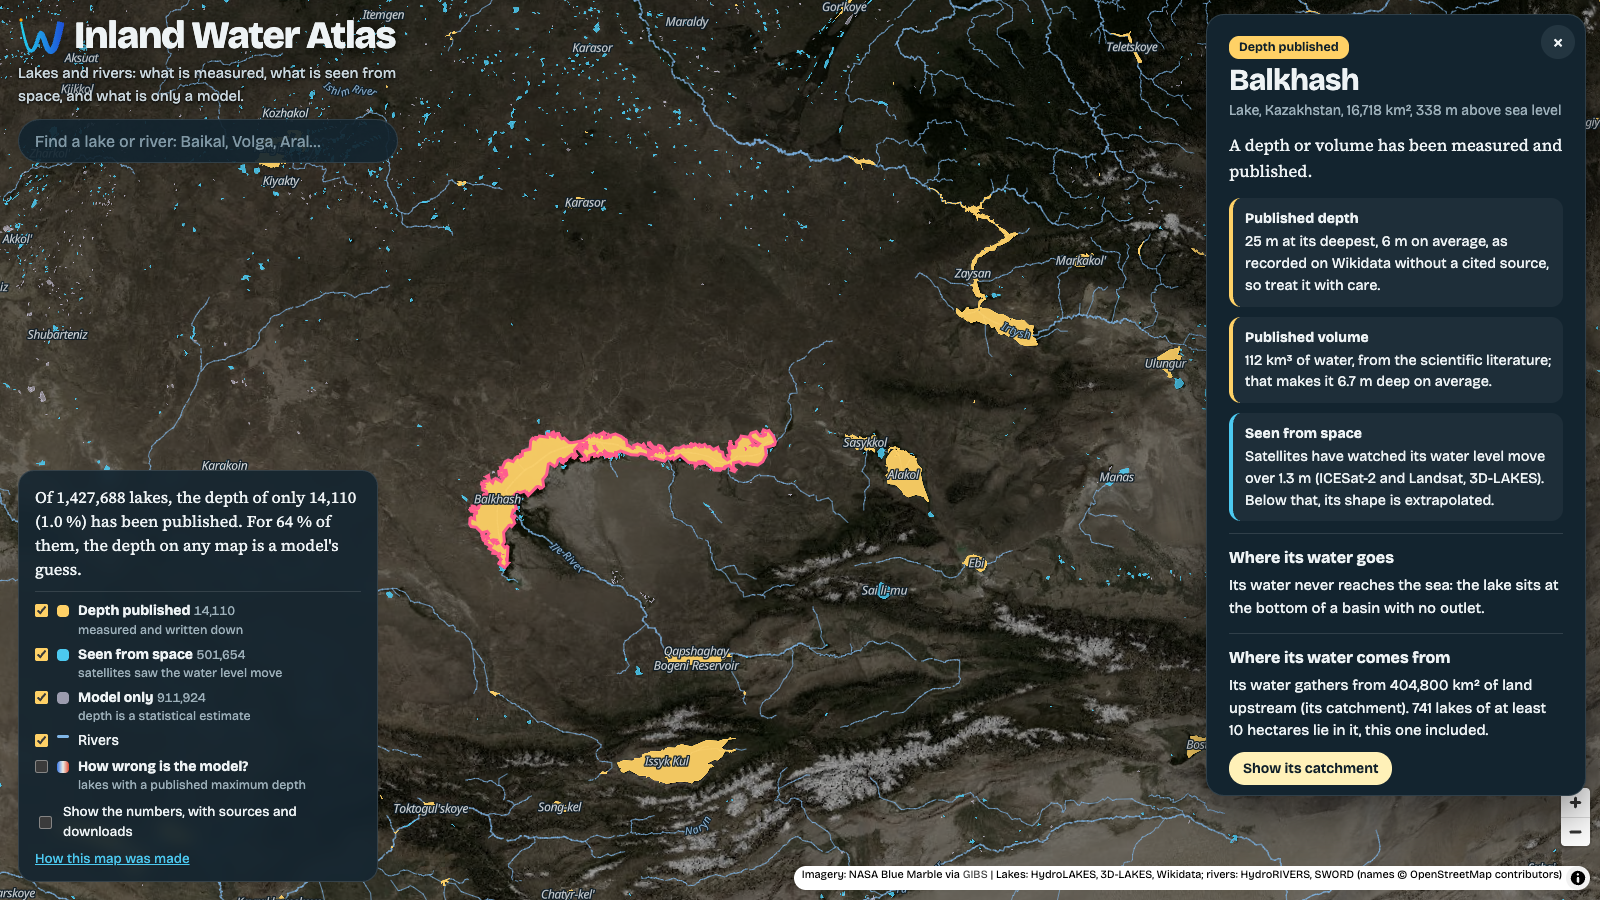 Inland Water Atlas
Lakes and rivers: what is measured, what is seen from
space, and what is only a model.
Find a lake or river: Baikal, Volga, Aral...
Itemgen
Aksuat
Kijkkol
Ishim River
Kozhakol
Kiyakty
Akkol'
Shubarteniz
Karakoin
Karasor
Karasor
Maraldy
Gor'koye
Teletskoye
Zaysan
Markakol'
Irtysh
Ulungur
Sasykkol
Alakol
Manas
Balkhash
Ile River
Ebi
Sailimu
Qapshaghay
Bogeni Reservoir
Issyk Kul
Toktogul'skoye
Song-kel
Naryn
Chatyr-kel'
arskoye
Of 1,427,688 lakes, the depth of only 14,110
(1.0 %) has been published. For 64 % of
them, the depth on any map is a model's
guess.
Depth published 14,110
measured and written down
Seen from space 501,654
satellites saw the water level move
Model only 911,924
depth is a statistical estimate
Rivers
How wrong is the model?
lakes with a published maximum depth
Show the numbers, with sources and
downloads
How this map was made
Depth published
×
Balkhash
Lake, Kazakhstan, 16,718 km², 338 m above sea level
A depth or volume has been measured and
published.
Published depth
25 m at its deepest, 6 m on average, as
recorded on Wikidata without a cited source,
so treat it with care.
Published volume
112 km³ of water, from the scientific literature;
that makes it 6.7 m deep on average.
Seen from space
Satellites have watched its water level move
over 1.3 m (ICESat-2 and Landsat, 3D-LAKES).
Below that, its shape is extrapolated.
Where its water goes
Its water never reaches the sea: the lake sits at
the bottom of a basin with no outlet.
Where its water comes from
Its water gathers from 404,800 km² of land
upstream (its catchment). 741 lakes of at least
10 hectares lie in it, this one included.
Show its catchment
+
−
Imagery: NASA Blue Marble via GIBS | Lakes: HydroLAKES, 3D-LAKES, Wikidata; rivers: HydroRIVERS, SWORD (names © OpenStreetMap contributors)